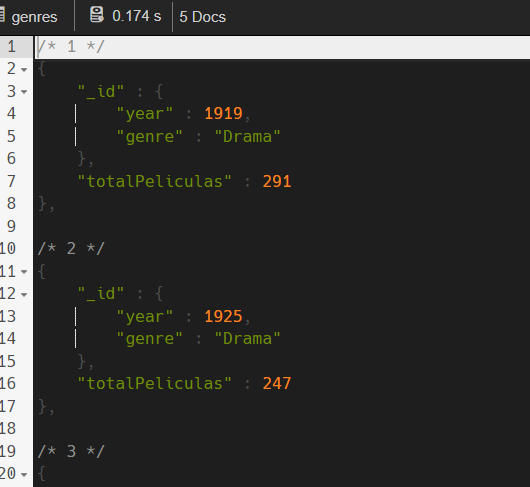 genres 0.174 s 5 Docs
1 /* 1 */
2 {
3 "_id" : {
4 "year" : 1919,
5 "genre" : "Drama"
6 },
7 "totalPeliculas" : 291
8 },
9
10 /* 2 */
11 {
12 "_id" : {
13 "year" : 1925,
14 "genre" : "Drama"
15 },
16 "totalPeliculas" : 247
17 },
18
19 /* 3 */
20 {